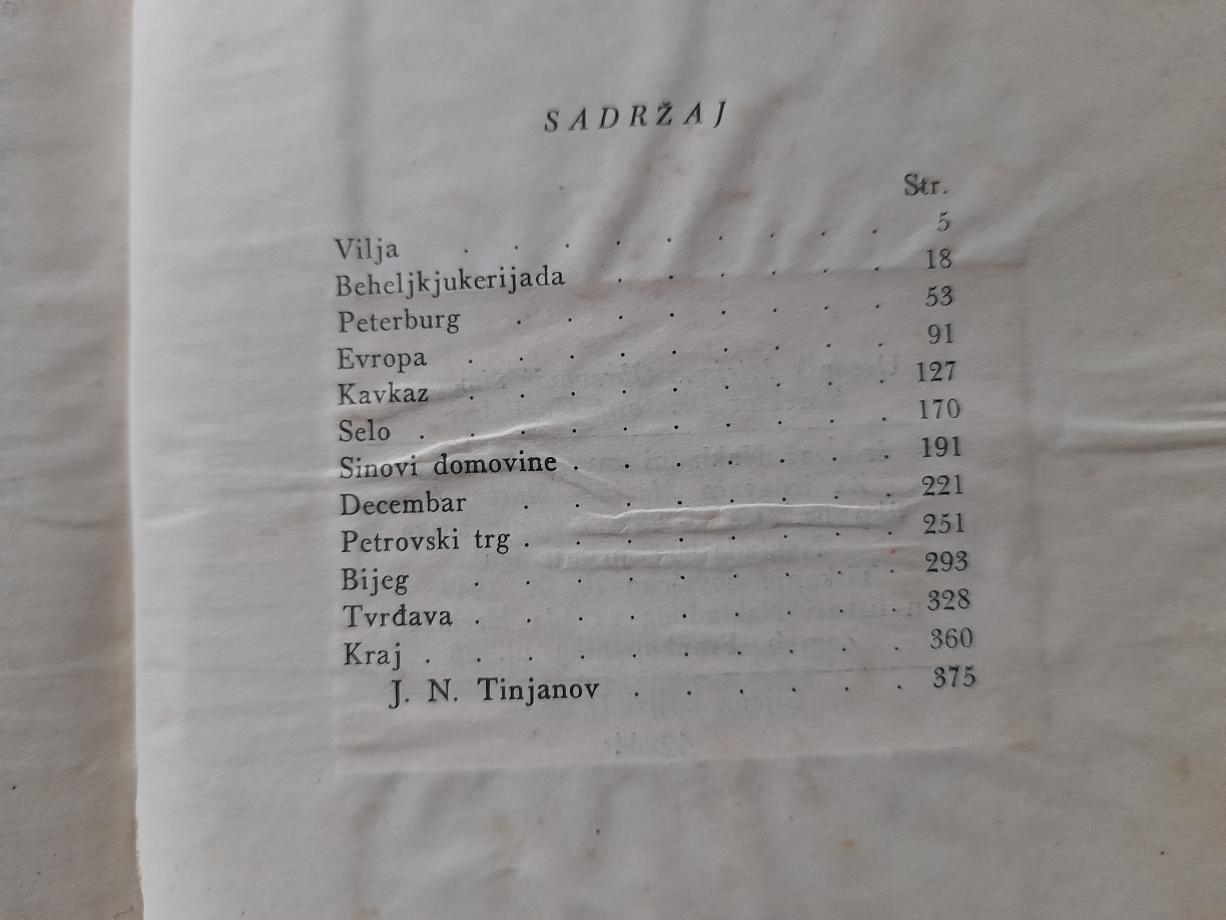 SADRŽAJ
Str.
Vilja . . . . . . . . . 5
Beheljkjukerijada . . . . . . 18
Peterburg . . . . . . . . 53
Evropa . . . . . . . . . 91
Kavkaz . . . . . . . . . 127
Selo . . . . . . . . . . 170
Sinovi domovine . . . . . . . 191
Decembar . . . . . . . . 221
Petrovski trg . . . . . . . . 251
Bijeg . . . . . . . . . 293
Tvrđava . . . . . . . . . 328
Kraj . . . . . . . . . . 360
J. N. Tinjanov . . . . . . 375